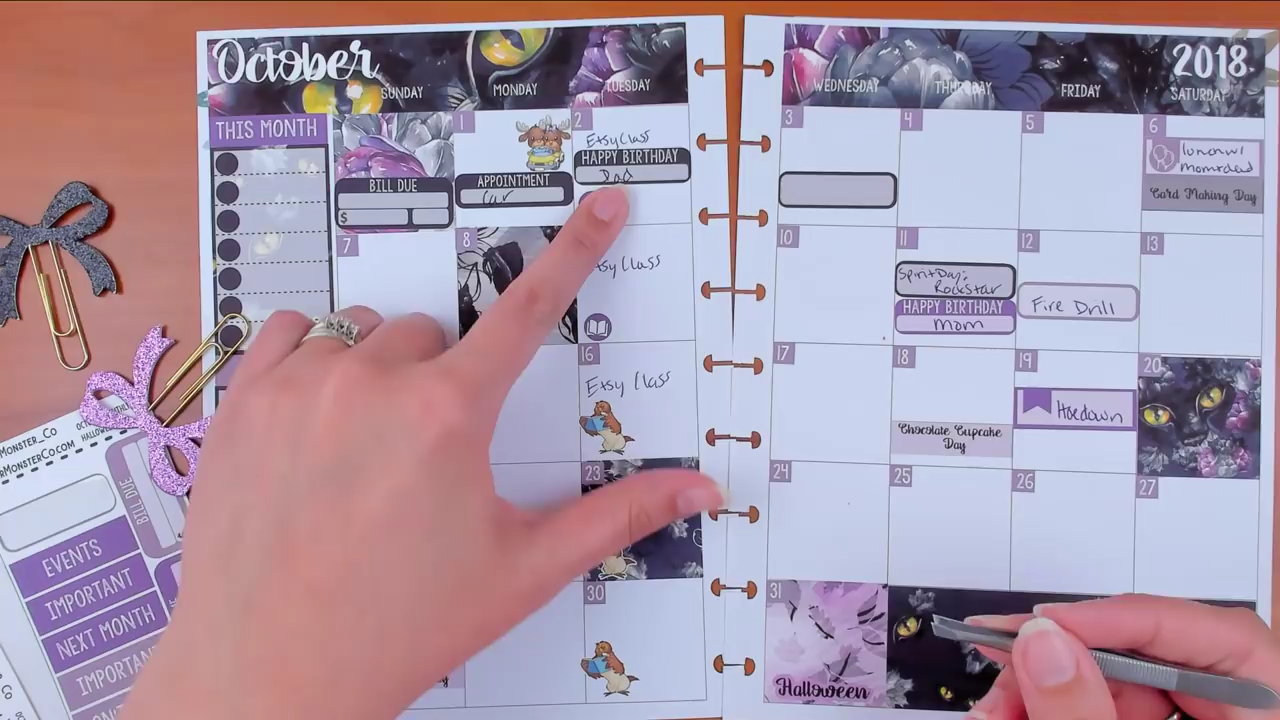 October
2018
SUNDAY
MONDAY
TUESDAY
WEDNESDAY
THURSDAY
FRIDAY
SATURDAY
THIS MONTH
BILL DUE
$
1
APPOINTMENT
Car
2
Etsy Class
HAPPY BIRTHDAY
Dad
3
4
5
6
lunch w/
mom+dad
Card Making Day
7
8
Etsy Class
10
11
Spirit Day:
Rockstar
HAPPY BIRTHDAY
Mom
12
Fire Drill
13
16
Etsy Class
17
18
Chocolate Cupcake
Day
19
Hoedown
20
23
24
25
26
27
30
31
Halloween
BILL DUE
EVENTS
IMPORTANT
NEXT MONTH